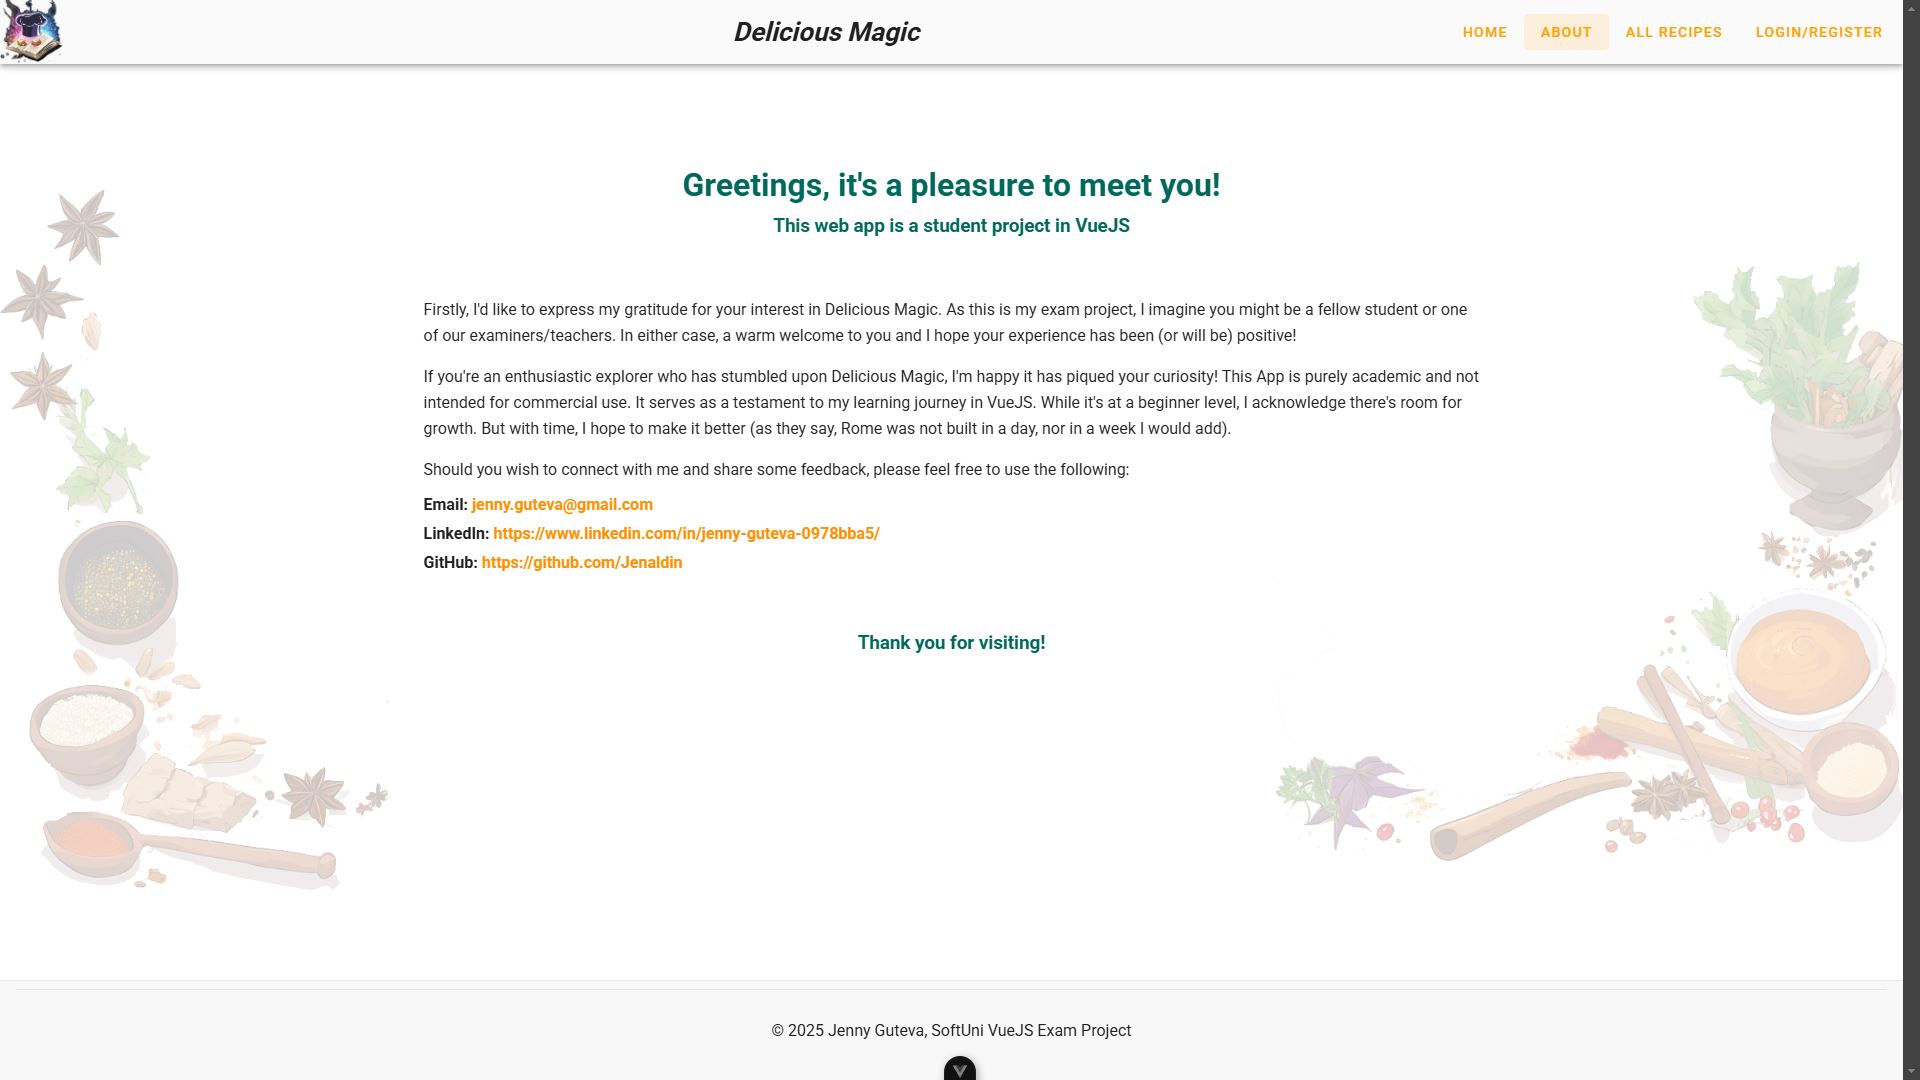 Delicious Magic
HOME
ABOUT
ALL RECIPES
LOGIN/REGISTER
Greetings, it's a pleasure to meet you!
This web app is a student project in VueJS
Firstly, I'd like to express my gratitude for your interest in Delicious Magic. As this is my exam project, I imagine you might be a fellow student or one
of our examiners/teachers. In either case, a warm welcome to you and I hope your experience has been (or will be) positive!
If you're an enthusiastic explorer who has stumbled upon Delicious Magic, I'm happy it has piqued your curiosity! This App is purely academic and not
intended for commercial use. It serves as a testament to my learning journey in VueJS. While it's at a beginner level, I acknowledge there's room for
growth. But with time, I hope to make it better (as they say, Rome was not built in a day, nor in a week I would add).
Should you wish to connect with me and share some feedback, please feel free to use the following:
Email: jenny.guteva@gmail.com
LinkedIn: https://www.linkedin.com/in/jenny-guteva-0978bba5/
GitHub: https://github.com/Jenaldin
Thank you for visiting!
© 2025 Jenny Guteva, SoftUni VueJS Exam Project